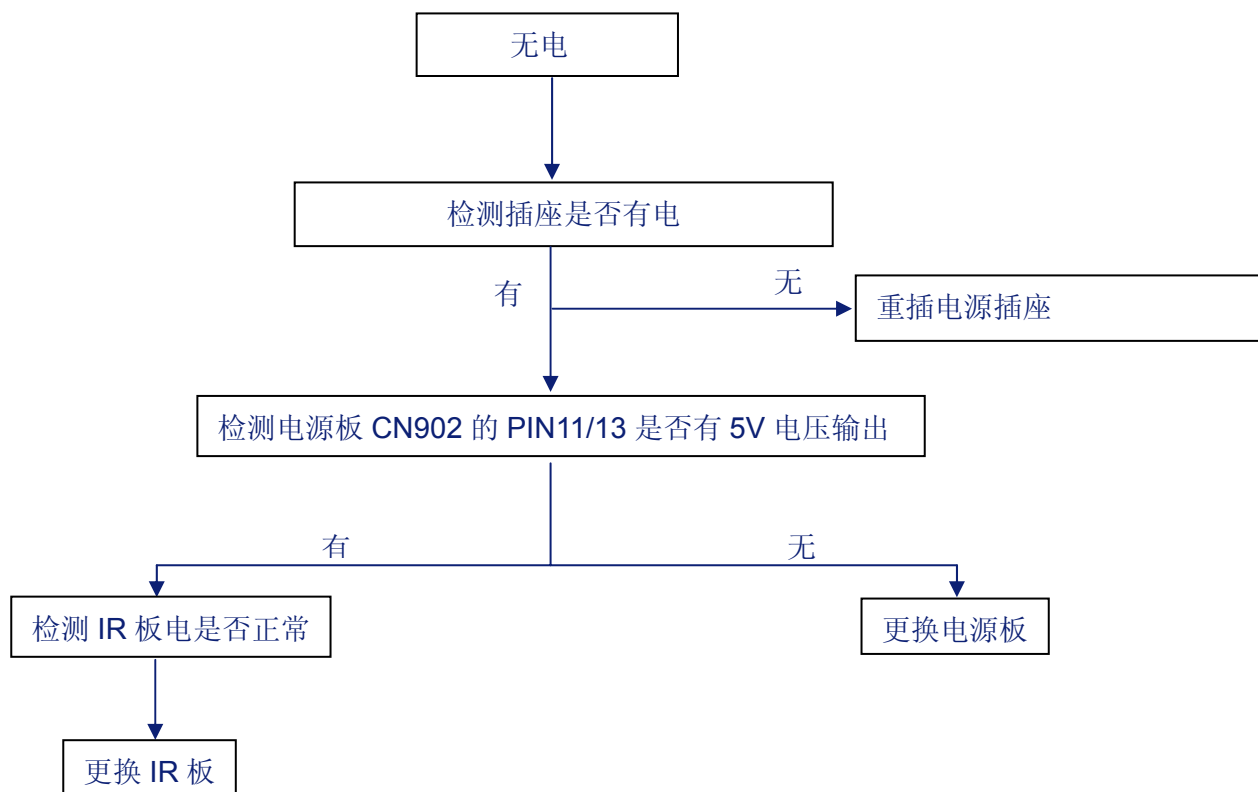 无电
检测插座是否有电
有
无
重插电源插座
检测电源板 CN902 的 PIN11/13 是否有 5V 电压输出
有
无
检测 IR 板电是否正常
更换电源板
更换 IR 板